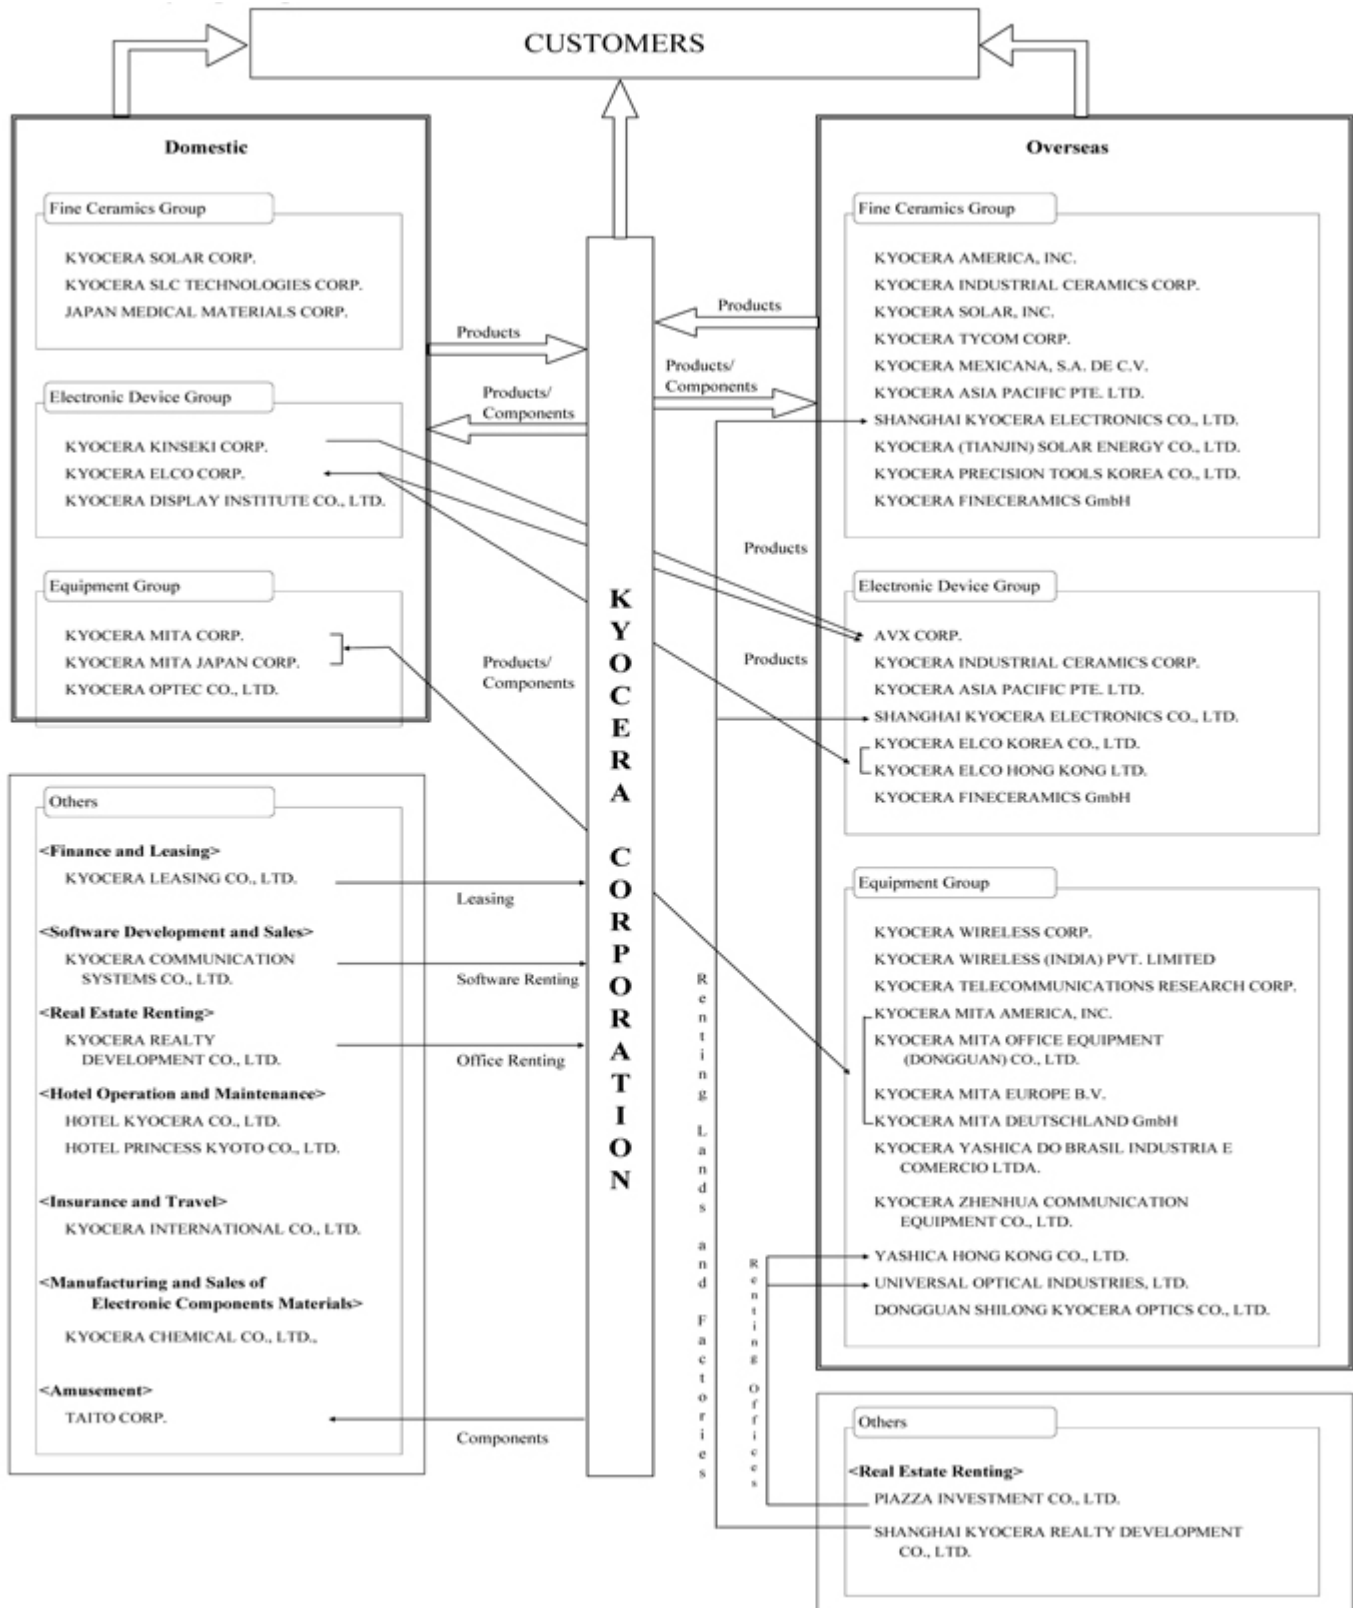 CUSTOMERS
Domestic
Fine Ceramics Group
KYOCERA SOLAR CORP.
KYOCERA SLC TECHNOLOGIES CORP.
JAPAN MEDICAL MATERIALS CORP.
Electronic Device Group
KYOCERA KINSEKI CORP.
KYOCERA ELCO CORP.
KYOCERA DISPLAY INSTITUTE CO., LTD.
Equipment Group
KYOCERA MITA CORP.
KYOCERA MITA JAPAN CORP.
KYOCERA OPTEC CO., LTD.
Others
<Finance and Leasing>
KYOCERA LEASING CO., LTD.
<Software Development and Sales>
KYOCERA COMMUNICATION
SYSTEMS CO., LTD.
<Real Estate Renting>
KYOCERA REALTY
DEVELOPMENT CO., LTD.
<Hotel Operation and Maintenance>
HOTEL KYOCERA CO., LTD.
HOTEL PRINCESS KYOTO CO., LTD.
<Insurance and Travel>
KYOCERA INTERNATIONAL CO., LTD.
<Manufacturing and Sales of
Electronic Components Materials>
KYOCERA CHEMICAL CO., LTD.,
<Amusement>
TAITO CORP.
Products
Products/
Components
Products/
Components
Leasing
Software Renting
Office Renting
Components
KYOCERA CORPORATION
Products
Products/
Components
Products
Products
Renting Lands and Factories
Renting Offices
Overseas
Fine Ceramics Group
KYOCERA AMERICA, INC.
KYOCERA INDUSTRIAL CERAMICS CORP.
KYOCERA SOLAR, INC.
KYOCERA TYCOM CORP.
KYOCERA MEXICANA, S.A. DE C.V.
KYOCERA ASIA PACIFIC PTE. LTD.
SHANGHAI KYOCERA ELECTRONICS CO., LTD.
KYOCERA (TIANJIN) SOLAR ENERGY CO., LTD.
KYOCERA PRECISION TOOLS KOREA CO., LTD.
KYOCERA FINECERAMICS GmbH
Electronic Device Group
AVX CORP.
KYOCERA INDUSTRIAL CERAMICS CORP.
KYOCERA ASIA PACIFIC PTE. LTD.
SHANGHAI KYOCERA ELECTRONICS CO., LTD.
KYOCERA ELCO KOREA CO., LTD.
KYOCERA ELCO HONG KONG LTD.
KYOCERA FINECERAMICS GmbH
Equipment Group
KYOCERA WIRELESS CORP.
KYOCERA WIRELESS (INDIA) PVT. LIMITED
KYOCERA TELECOMMUNICATIONS RESEARCH CORP.
KYOCERA MITA AMERICA, INC.
KYOCERA MITA OFFICE EQUIPMENT
(DONGGUAN) CO., LTD.
KYOCERA MITA EUROPE B.V.
KYOCERA MITA DEUTSCHLAND GmbH
KYOCERA YASHICA DO BRASIL INDUSTRIA E
COMERCIO LTDA.
KYOCERA ZHENHUA COMMUNICATION
EQUIPMENT CO., LTD.
YASHICA HONG KONG CO., LTD.
UNIVERSAL OPTICAL INDUSTRIES, LTD.
DONGGUAN SHILONG KYOCERA OPTICS CO., LTD.
Others
<Real Estate Renting>
PIAZZA INVESTMENT CO., LTD.
SHANGHAI KYOCERA REALTY DEVELOPMENT
CO., LTD.